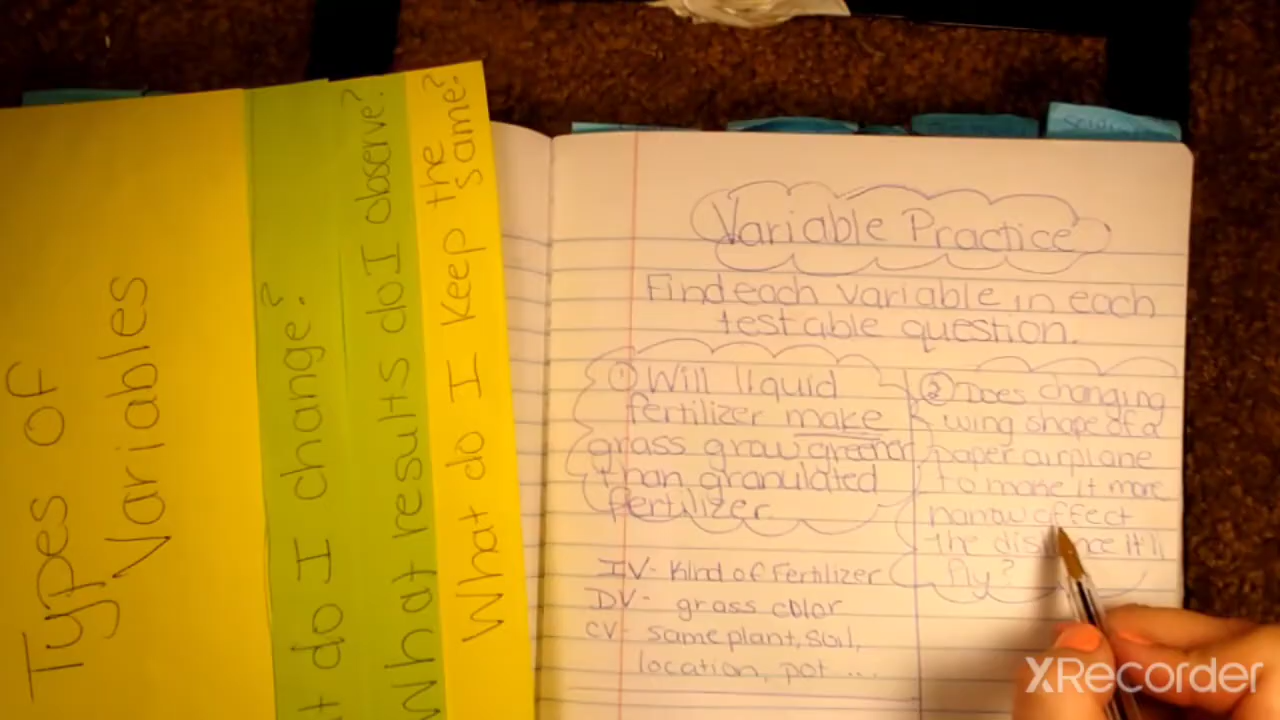 Types of
Variables
t do I change?
What results do I observe?
What do I keep the
same?
Variable Practice
Find each variable in each
testable question.
① Will liquid
fertilizer make
grass grow greener
than granulated
fertilizer
IV- Kind of Fertilizer
DV- grass color
CV- same plant, soil,
location, pot ...
② Does changing
wing shape of a
paper airplane
to make it more
narrow effect
the distance it'll
fly?
XRecorder